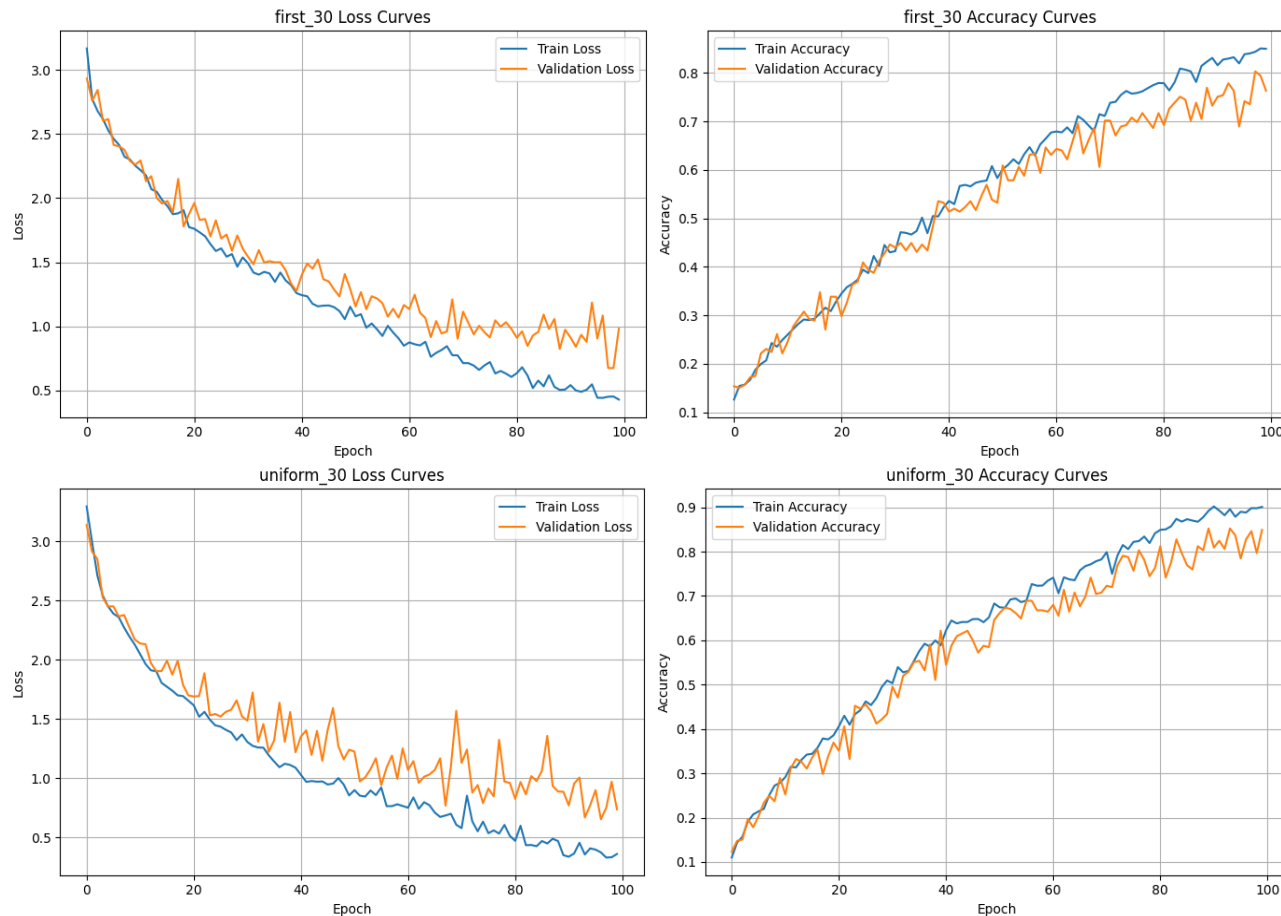 first_30 Loss Curves
Train Loss
Validation Loss
3.0
2.5
2.0
1.5
1.0
0.5
Loss
0 20 40 60 80 100
Epoch
first_30 Accuracy Curves
Train Accuracy
Validation Accuracy
0.8
0.7
0.6
0.5
0.4
0.3
0.2
0.1
Accuracy
0 20 40 60 80 100
Epoch
uniform_30 Loss Curves
Train Loss
Validation Loss
3.0
2.5
2.0
1.5
1.0
0.5
Loss
0 20 40 60 80 100
Epoch
uniform_30 Accuracy Curves
Train Accuracy
Validation Accuracy
0.9
0.8
0.7
0.6
0.5
0.4
0.3
0.2
0.1
Accuracy
0 20 40 60 80 100
Epoch